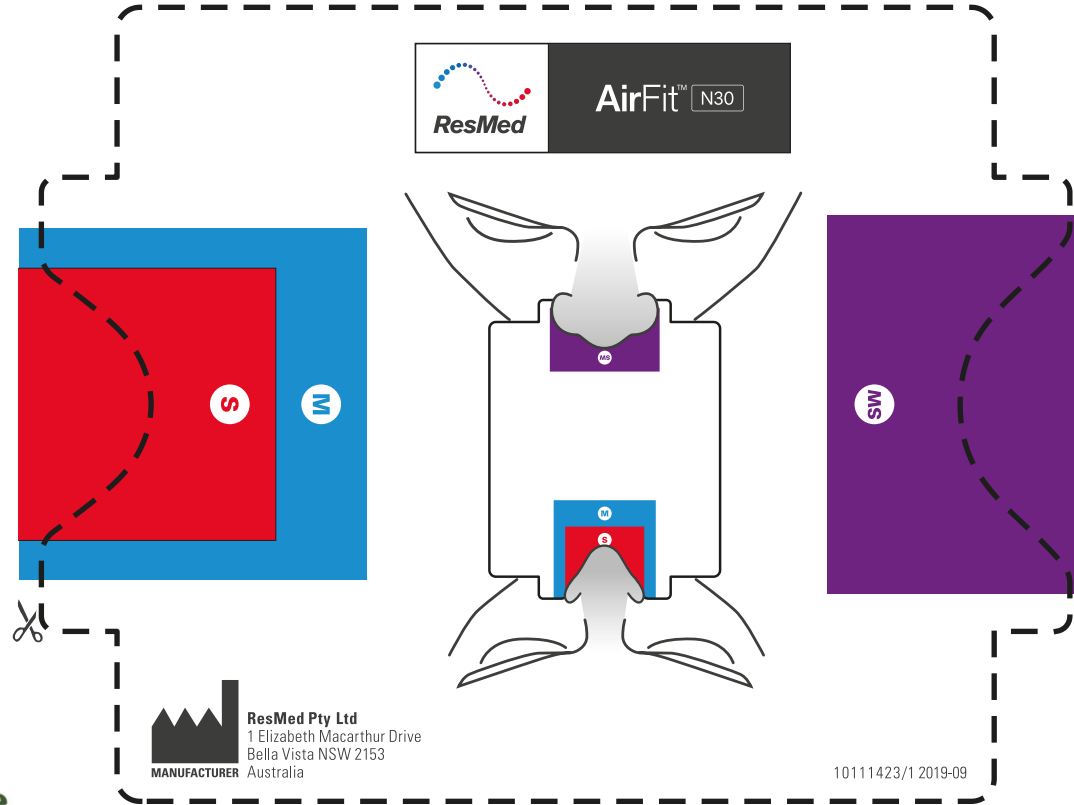 ResMed
AirFit™ N30
S
M
MS
SW
M
S
ResMed Pty Ltd
1 Elizabeth Macarthur Drive
Bella Vista NSW 2153
Australia
MANUFACTURER
10111423/1 2019-09